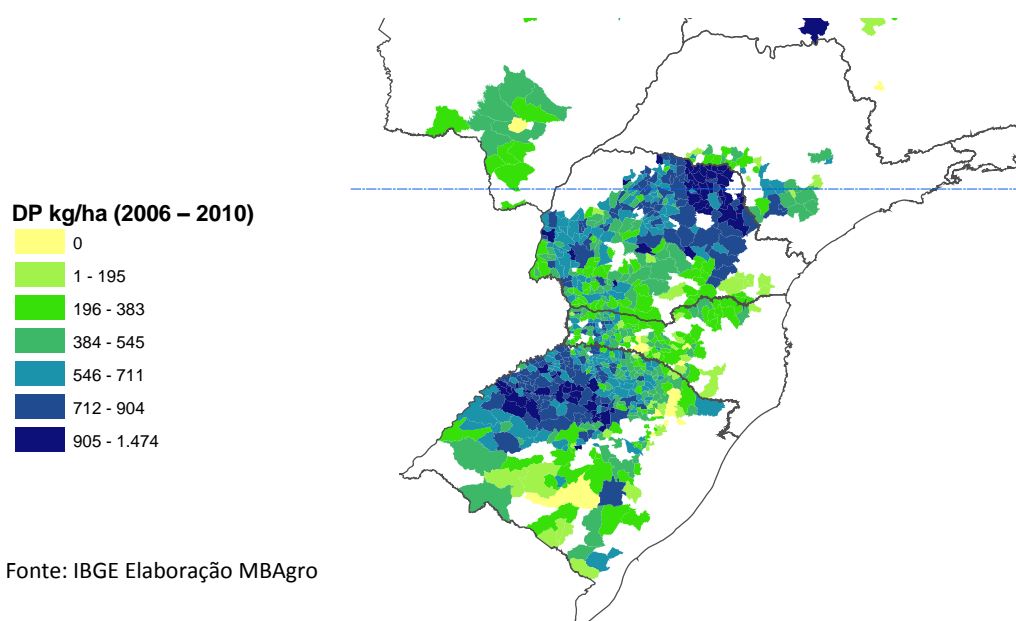 DP kg/ha (2006 – 2010)
0
1 - 195
196 - 383
384 - 545
546 - 711
712 - 904
905 - 1.474
Fonte: IBGE Elaboração MBAgro